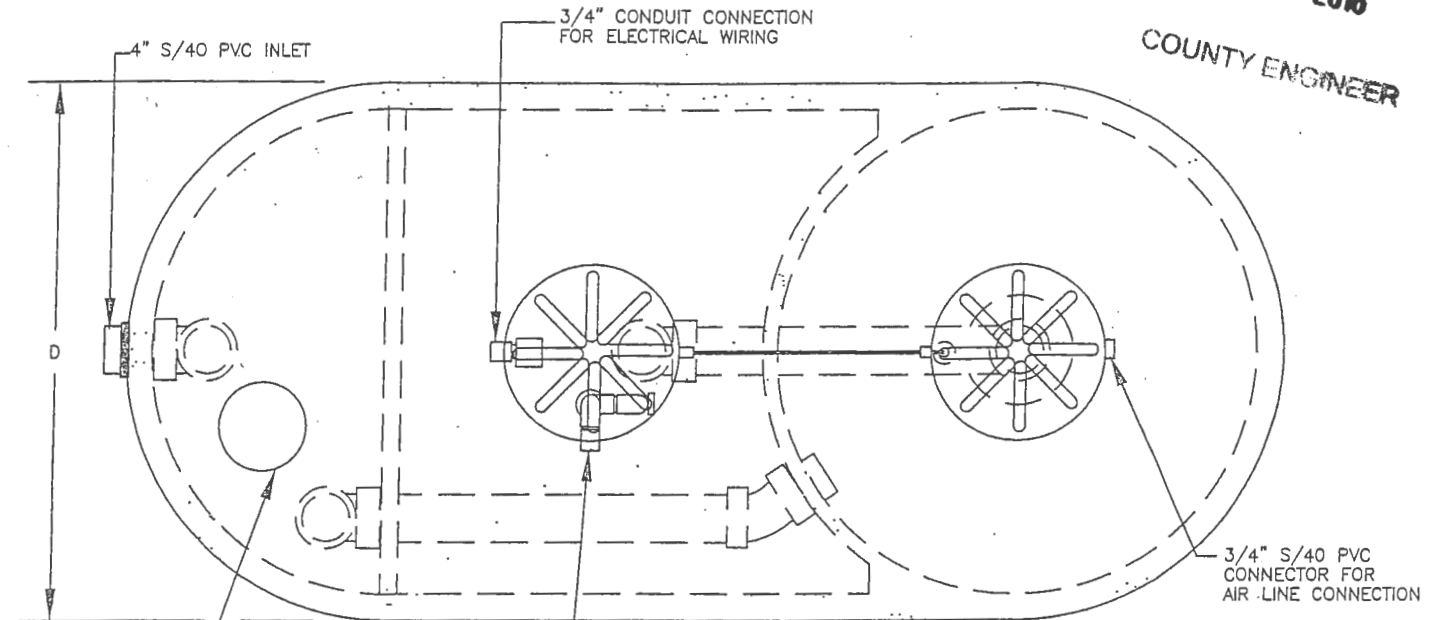 2010
COUNTY ENGINEER
3/4" CONDUIT CONNECTION
FOR ELECTRICAL WIRING
4" S/40 PVC INLET
D
3/4" S/40 PVC
CONNECTOR FOR
AIR LINE CONNECTION